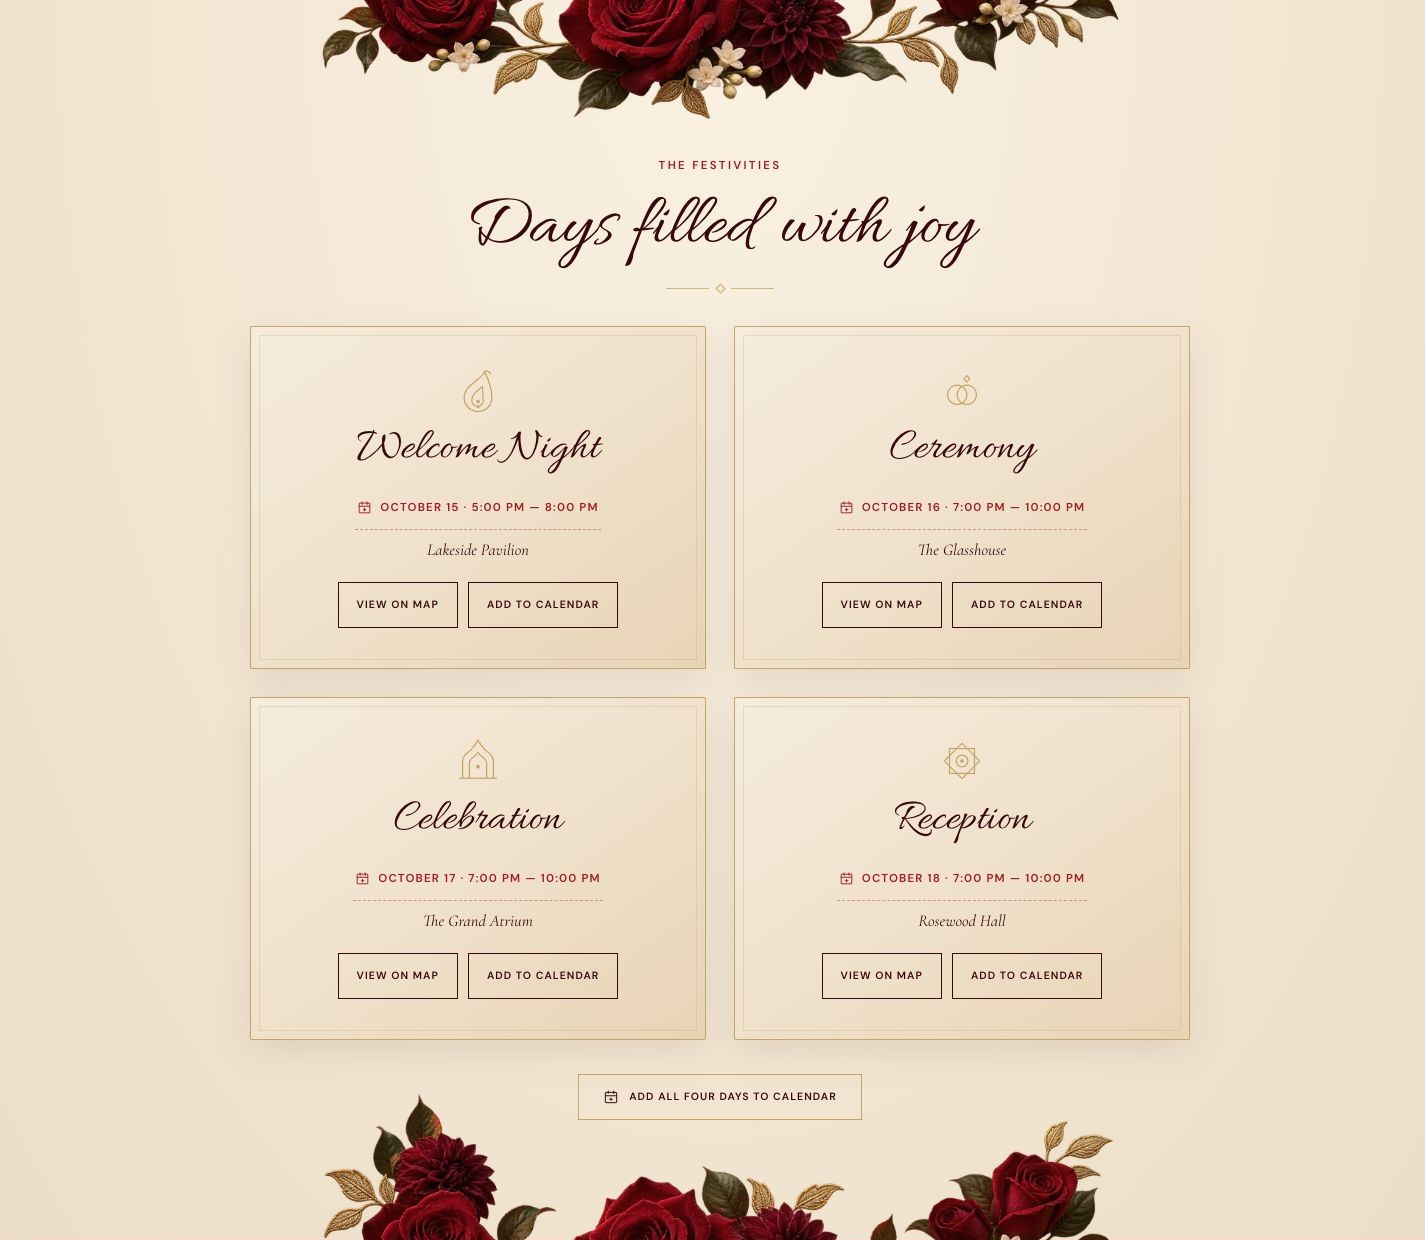 THE FESTIVITIES
Days filled with joy
Welcome Night
OCTOBER 15 · 5:00 PM — 8:00 PM
Lakeside Pavilion
VIEW ON MAP
ADD TO CALENDAR
Ceremony
OCTOBER 16 · 7:00 PM — 10:00 PM
The Glasshouse
VIEW ON MAP
ADD TO CALENDAR
Celebration
OCTOBER 17 · 7:00 PM — 10:00 PM
The Grand Atrium
VIEW ON MAP
ADD TO CALENDAR
Reception
OCTOBER 18 · 7:00 PM — 10:00 PM
Rosewood Hall
VIEW ON MAP
ADD TO CALENDAR
ADD ALL FOUR DAYS TO CALENDAR